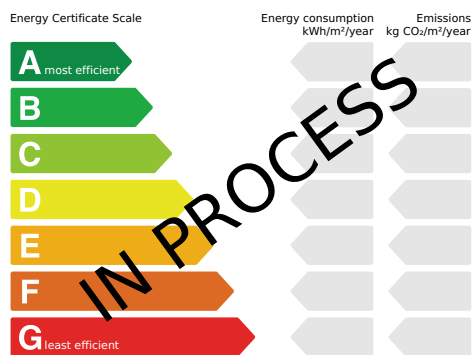 Energy Certificate Scale
Energy consumption
kWh/m²/year
Emissions
kg CO₂/m²/year
A most efficient
B
C
D
E
F
G least efficient
IN PROCESS